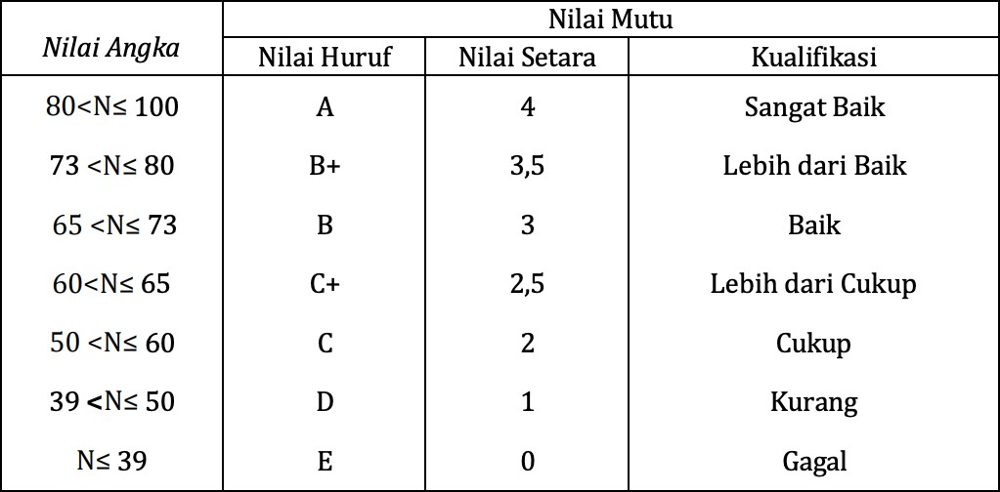 Nilai Angka
Nilai Mutu
Nilai Huruf Nilai Setara Kualifikasi
80<N≤ 100 A 4 Sangat Baik
73 <N≤ 80 B+ 3,5 Lebih dari Baik
65 <N≤ 73 B 3 Baik
60<N≤ 65 C+ 2,5 Lebih dari Cukup
50 <N≤ 60 C 2 Cukup
39 <N≤ 50 D 1 Kurang
N≤ 39 E 0 Gagal